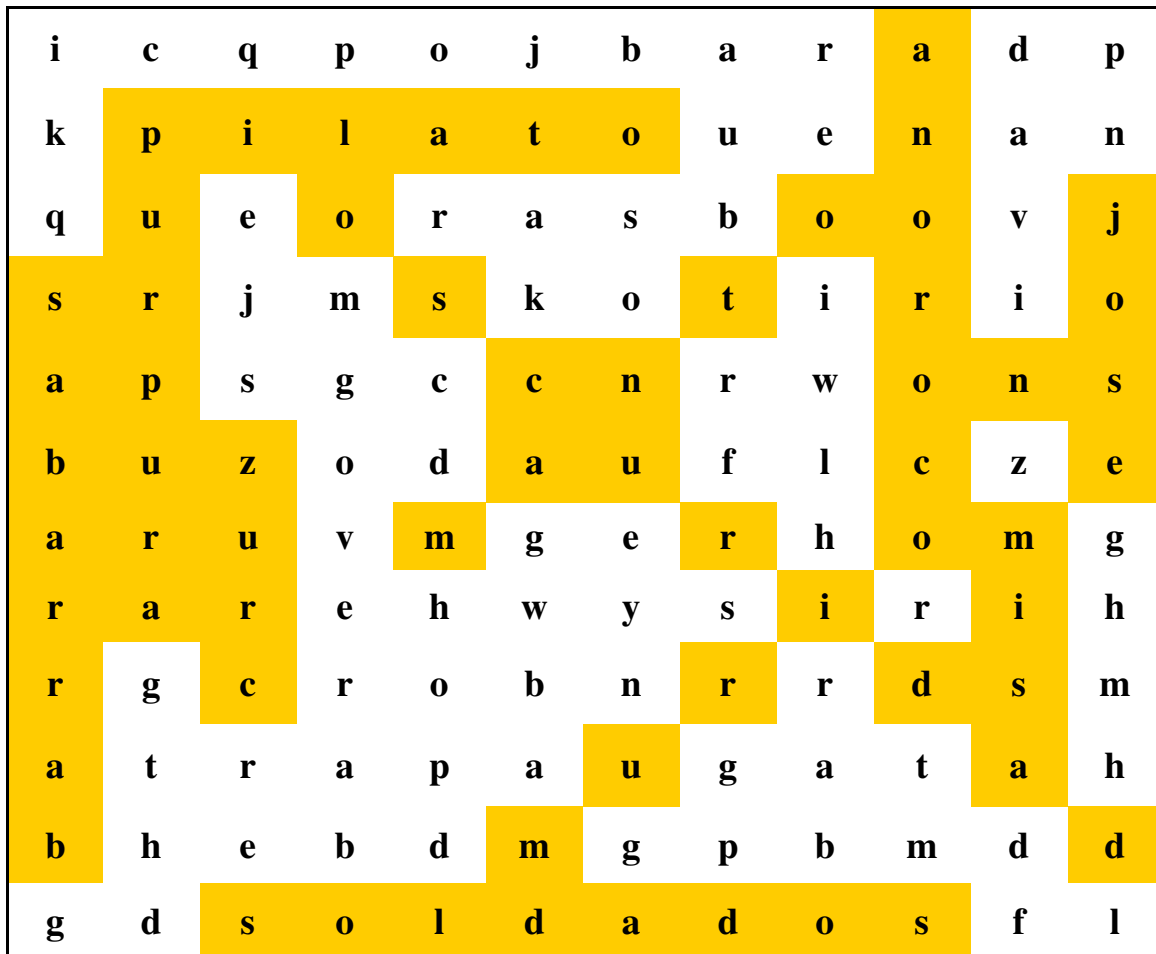 i c q p o j b a r a d p
k p i l a t o u e n a n
q u e o r a s b o o v j
s r j m s k o t i r i o
a p s g c c n r w o n s
b u z o d a u f l c z e
a r u v m g e r h o m g
r a r e h w y s i r i h
r g c r o b n r r d s m
a t r a p a u g a t a h
b h e b d m g p b m d d
g d s o l d a d o s f l